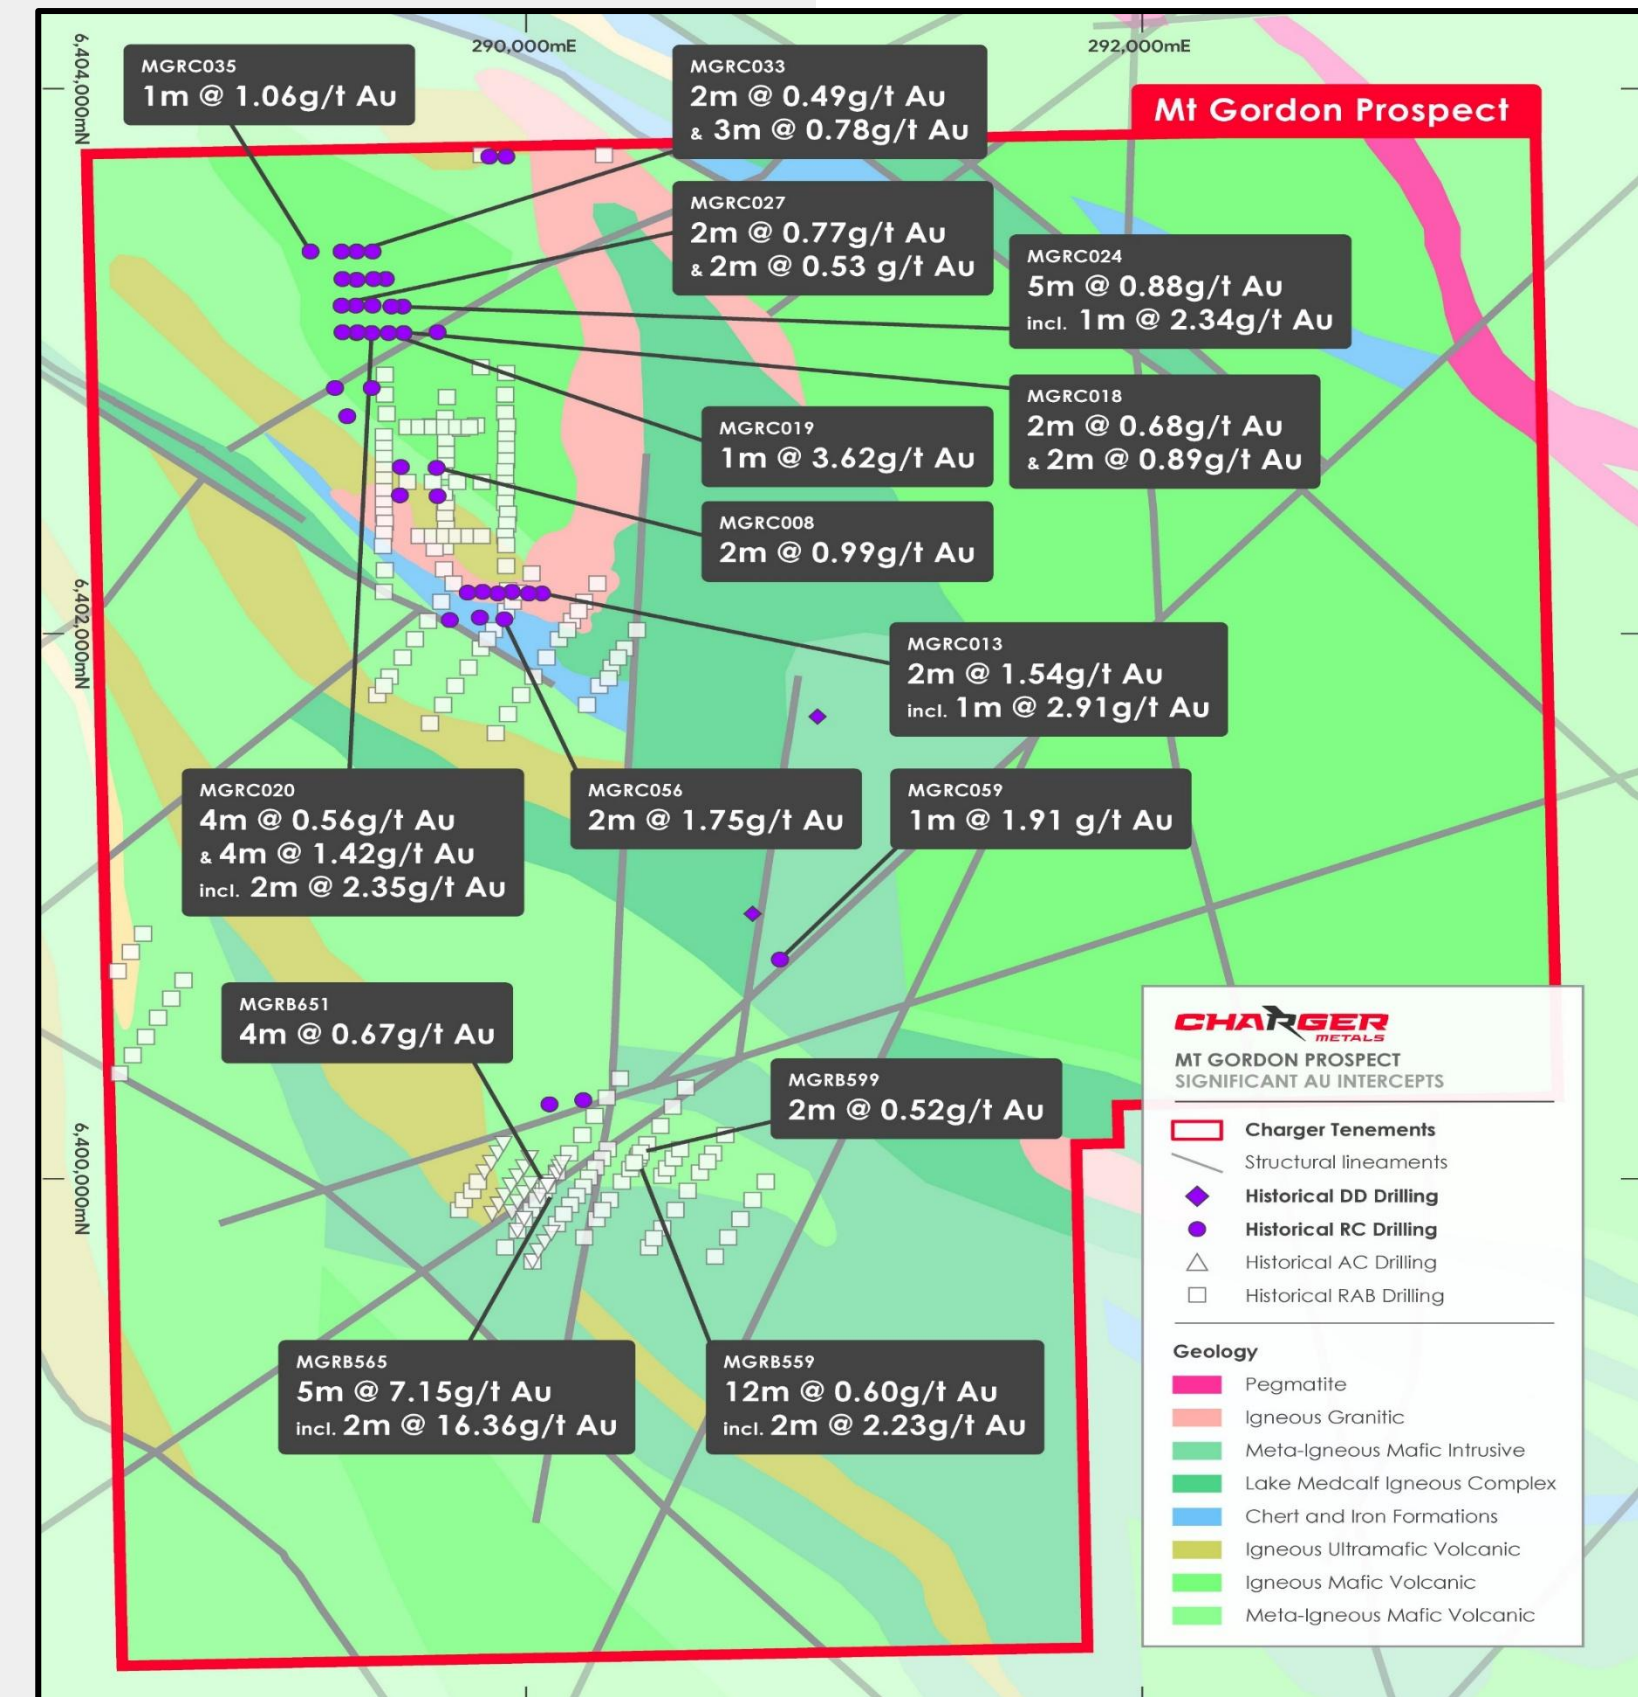 290,000mE
292,000mE
6,404,000mN
6,402,000mN
6,400,000mN
Mt Gordon Prospect
MGRC035
1m @ 1.06g/t Au
MGRC033
2m @ 0.49g/t Au
& 3m @ 0.78g/t Au
MGRC027
2m @ 0.77g/t Au
& 2m @ 0.53 g/t Au
MGRC024
5m @ 0.88g/t Au
incl. 1m @ 2.34g/t Au
MGRC018
2m @ 0.68g/t Au
& 2m @ 0.89g/t Au
MGRC019
1m @ 3.62g/t Au
MGRC008
2m @ 0.99g/t Au
MGRC013
2m @ 1.54g/t Au
incl. 1m @ 2.91g/t Au
MGRC020
4m @ 0.56g/t Au
& 4m @ 1.42g/t Au
incl. 2m @ 2.35g/t Au
MGRC056
2m @ 1.75g/t Au
MGRC059
1m @ 1.91 g/t Au
MGRB651
4m @ 0.67g/t Au
MGRB599
2m @ 0.52g/t Au
MGRB565
5m @ 7.15g/t Au
incl. 2m @ 16.36g/t Au
MGRB559
12m @ 0.60g/t Au
incl. 2m @ 2.23g/t Au
CHARGER
METALS
MT GORDON PROSPECT
SIGNIFICANT AU INTERCEPTS
Charger Tenements
Structural lineaments
Historical DD Drilling
Historical RC Drilling
Historical AC Drilling
Historical RAB Drilling
Geology
Pegmatite
Igneous Granitic
Meta-Igneous Mafic Intrusive
Lake Medcalf Igneous Complex
Chert and Iron Formations
Igneous Ultramafic Volcanic
Igneous Mafic Volcanic
Meta-Igneous Mafic Volcanic